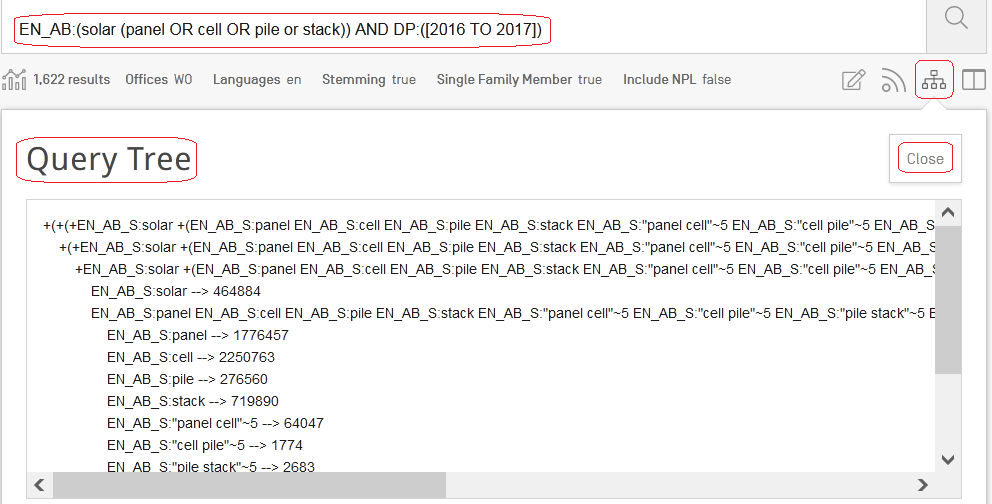 EN_AB:(solar (panel OR cell OR pile or stack)) AND DP:([2016 TO 2017])
1,622 results Offices WO Languages en Stemming true Single Family Member true Include NPL false
Query Tree
Close
+(+(+EN_AB_S:solar +(EN_AB_S:panel EN_AB_S:cell EN_AB_S:pile EN_AB_S:stack EN_AB_S:"panel cell"~5 EN_AB_S:"cell pile"~5 EN_AB_S
+(+EN_AB_S:solar +(EN_AB_S:panel EN_AB_S:cell EN_AB_S:pile EN_AB_S:stack EN_AB_S:"panel cell"~5 EN_AB_S:"cell pile"~5 EN_AB_S
+EN_AB_S:solar +(EN_AB_S:panel EN_AB_S:cell EN_AB_S:pile EN_AB_S:stack EN_AB_S:"panel cell"~5 EN_AB_S:"cell pile"~5 EN_AB_
EN_AB_S:solar --> 464884
EN_AB_S:panel EN_AB_S:cell EN_AB_S:pile EN_AB_S:stack EN_AB_S:"panel cell"~5 EN_AB_S:"cell pile"~5 EN_AB_S:"pile stack"~5 E
EN_AB_S:panel --> 1776457
EN_AB_S:cell --> 2250763
EN_AB_S:pile --> 276560
EN_AB_S:stack --> 719890
EN_AB_S:"panel cell"~5 --> 64047
EN_AB_S:"cell pile"~5 --> 1774
EN_AB_S:"pile stack"~5 --> 2683